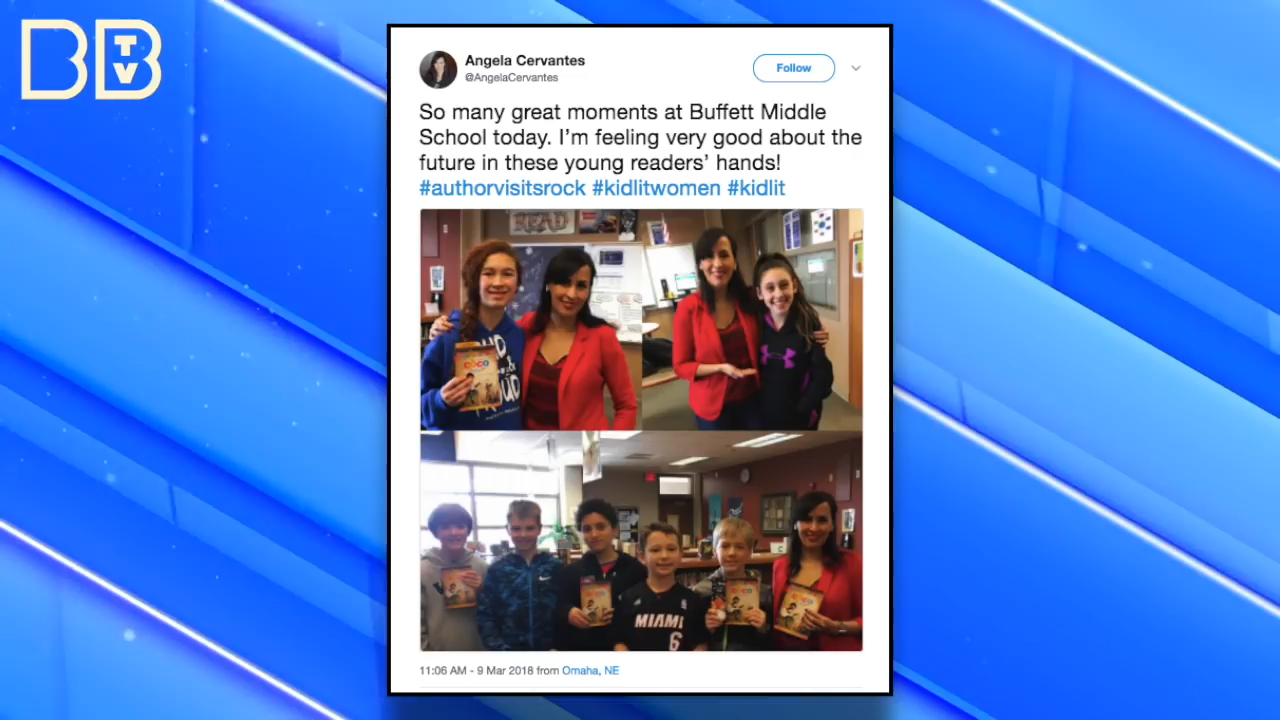 BB
TV
Angela Cervantes
@AngelaCervantes
Follow
So many great moments at Buffett Middle
School today. I'm feeling very good about the
future in these young readers' hands!
#authorvisitsrock #kidlitwomen #kidlit
READ
COCO
MIAMI
6
11:06 AM - 9 Mar 2018 from Omaha, NE